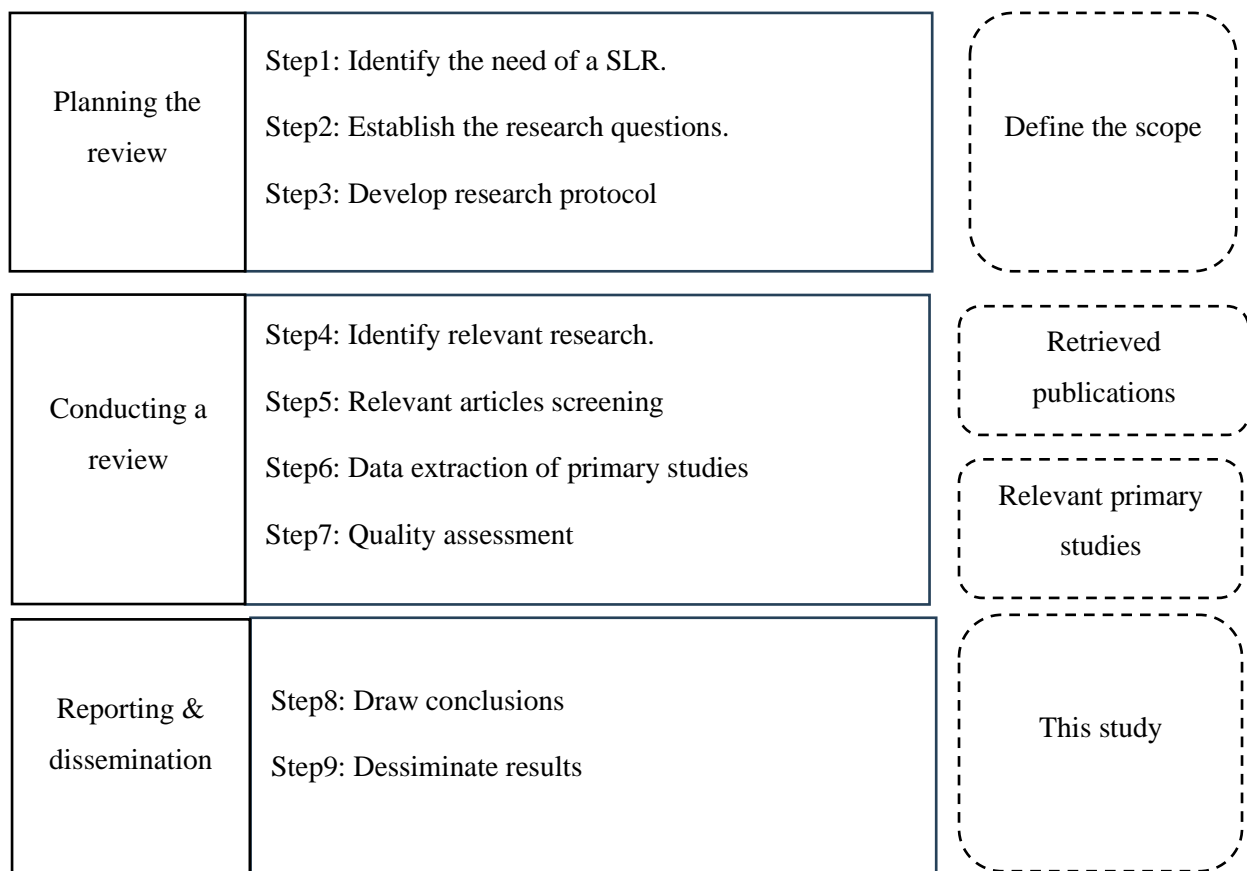 Planning the
review
Step1: Identify the need of a SLR.
Step2: Establish the research questions.
Step3: Develop research protocol
Define the scope
Conducting a
review
Step4: Identify relevant research.
Step5: Relevant articles screening
Step6: Data extraction of primary studies
Step7: Quality assessment
Retrieved
publications
Relevant primary
studies
Reporting &
dissemination
Step8: Draw conclusions
Step9: Dessiminate results
This study